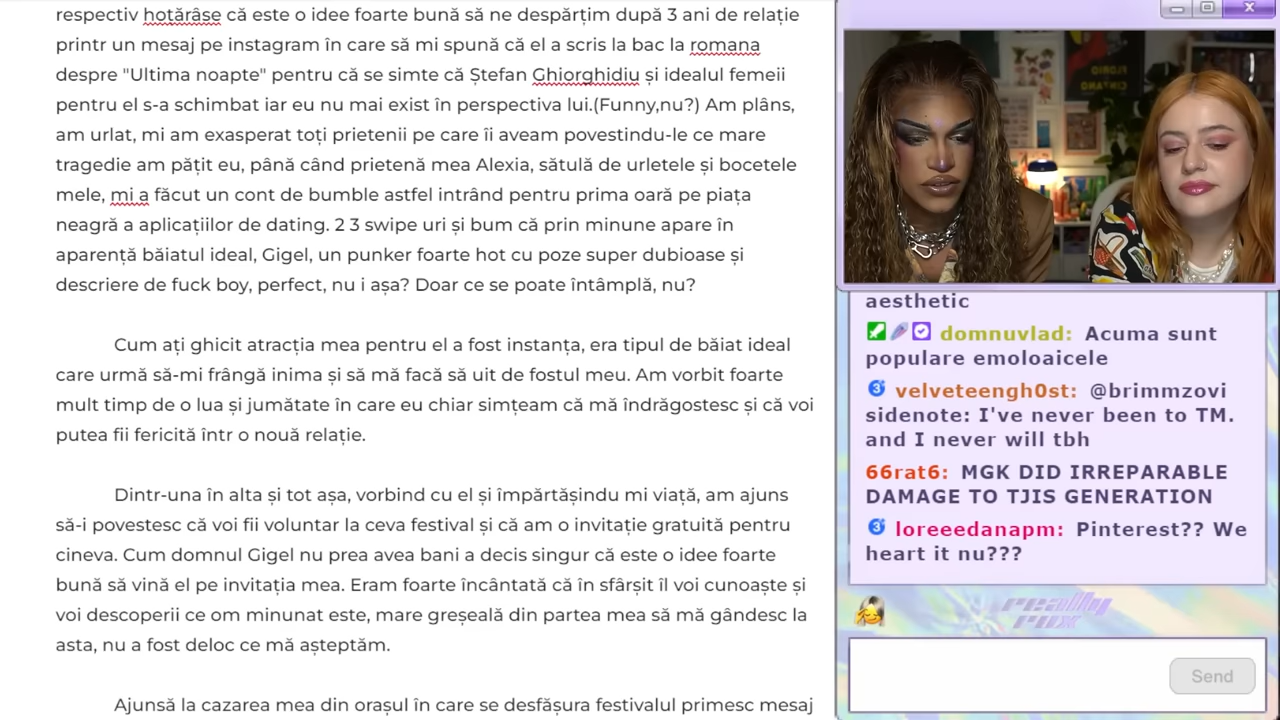 respectiv hotărâse că este o idee foarte bună să ne despărțim după 3 ani de relație
printr un mesaj pe instagram în care să mi spună că el a scris la bac la romana
despre "Ultima noapte" pentru că se simte că Ștefan Ghiorghidiu și idealul femeii
pentru el s-a schimbat iar eu nu mai exist în perspectiva lui.(Funny,nu?) Am plâns,
am urlat, mi am exasperat toți prietenii pe care îi aveam povestindu-le ce mare
tragedie am pățit eu, până când prietenă mea Alexia, sătulă de urletele și bocetele
mele, mi a făcut un cont de bumble astfel intrând pentru prima oară pe piața
neagră a aplicațiilor de dating. 2 3 swipe uri și bum că prin minune apare în
aparență băiatul ideal, Gigel, un punker foarte hot cu poze super dubioase și
descriere de fuck boy, perfect, nu i așa? Doar ce se poate întâmplă, nu?
Cum ați ghicit atracția mea pentru el a fost instanța, era tipul de băiat ideal
care urmă să-mi frângă inima și să mă facă să uit de fostul meu. Am vorbit foarte
mult timp de o lua și jumătate în care eu chiar simțeam că mă îndrăgostesc și că voi
putea fii fericită într o nouă relație.
Dintr-una în alta și tot așa, vorbind cu el și împărtășindu mi viață, am ajuns
să-i povestesc că voi fii voluntar la ceva festival și că am o invitație gratuită pentru
cineva. Cum domnul Gigel nu prea avea bani a decis singur că este o idee foarte
bună să vină el pe invitația mea. Eram foarte încântată că în sfârșit îl voi cunoaște și
voi descoperii ce om minunat este, mare greșeală din partea mea să mă gândesc la
asta, nu a fost deloc ce mă așteptăm.
Ajunsă la cazarea mea din orașul în care se desfășura festivalul primesc mesaj
aesthetic
domnuvlad: Acuma sunt
populare emoloaicele
velveteengh0st: @brimmzovi
sidenote: I've never been to TM.
and I never will tbh
66rat6: MGK DID IRREPARABLE
DAMAGE TO TJIS GENERATION
loreeedanapm: Pinterest?? We
heart it nu???
really
rux
Send